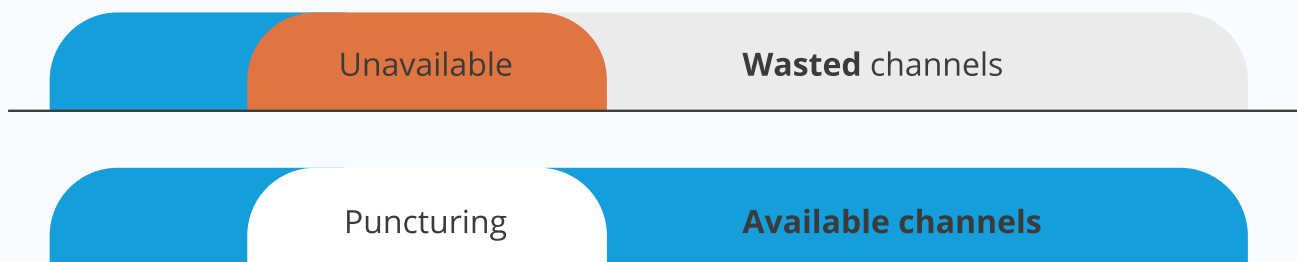 Unavailable
Wasted channels
Puncturing
Available channels